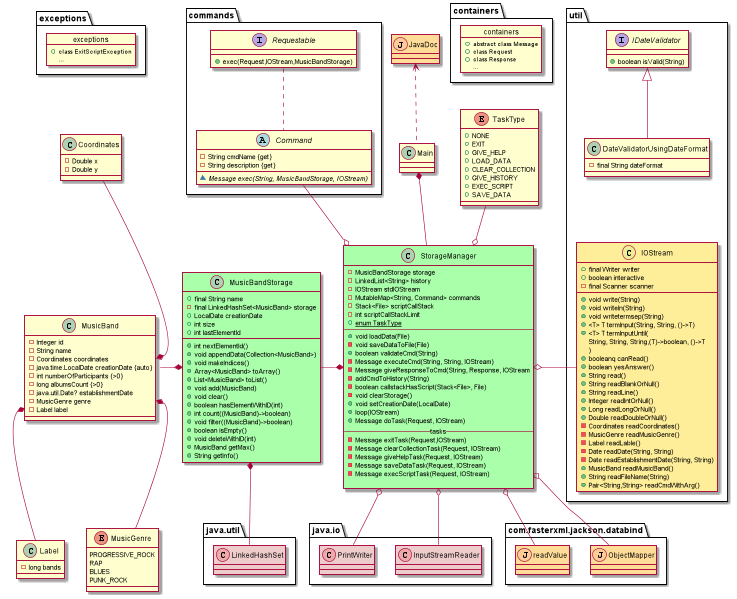 exceptions
exceptions
class ExitScriptException
...
commands
I Requestable
exec(Request,IOStream,MusicBandStorage)
A Command
String cmdName {get}
String description {get}
Message exec(String, MusicBandStorage, IOStream)
J JavaDoc
C Main
containers
containers
abstract class Message
class Request
class Response
...
E TaskType
NONE
EXIT
GIVE_HELP
LOAD_DATA
CLEAR_COLLECTION
GIVE_HISTORY
EXEC_SCRIPT
SAVE_DATA
util
I IDateValidator
boolean isValid(String)
C DateValidatorUsingDateFormat
final String dateFormat
C IOStream
final Writer writer
boolean interactive
final Scanner scanner
void write(String)
void writeln(String)
void writetermsep(String)
<T> T termInput(String, String, ()->T)
<T> T termInputUntil(
String, String, String,(T)->boolean, ()->T
)
booleanq canRead()
boolean yesAnswer()
String read()
String readBlankOrNull()
String readLine()
Integer readIntOrNull()
Long readLongOrNull()
Double readDoubleOrNull()
Coordinates readCoordinates()
MusicGenre readMusicGenre()
Label readLable()
Date readDate(String, String)
Date readEstablishmentDate(String, String)
MusicBand readMusicBand()
String readFileName(String)
Pair<String,String> readCmdWithArg()
C Coordinates
Double x
Double y
C MusicBand
Integer id
String name
Coordinates coordinates
java.time.LocalDate creationDate {auto}
int numberOfParticipants {>0}
long albumsCount {>0}
java.util.Date? establishmentDate
MusicGenre genre
Label label
C MusicBandStorage
final String name
final LinkedHashSet<MusicBand> storage
LocalDate creationDate
int size
int lastElementId
int nextElementId()
void appendData(Collection<MusicBand>)
void makeIndices()
Array<MusicBand> toArray()
List<MusicBand> toList()
void add(MusicBand)
void clear()
boolean hasElementWithID(int)
int count((MusicBand)->boolean)
void filter((MusicBand)->boolean)
boolean isEmpty()
void deleteWithID(int)
MusicBand getMax()
String getInfo()
C StorageManager
MusicBandStorage storage
LinkedList<String> history
IOStream stdIOStream
MutableMap<String, Command> commands
Stack<File> scriptCallStack
int scriptCallStackLimit
enum TaskType
void loadData(File)
void saveDataToFile(File)
boolean validateCmd(String)
Message executeCmd(String, String, IOStream)
Message giveResponseToCmd(String, Response, IOStream
addCmdToHistory(String)
boolean callstackHasScript(Stack<File>, File)
void clearStorage()
void setCreationDate(LocalDate)
loop(IOStream)
Message doTask(Request, IOStream)
tasks
Message exitTask(Request,IOStream)
Message clearCollectionTask(Request, IOStream)
Message giveHelpTask(Request, IOStream)
Message saveDataTask(Request, IOStream)
Message execScriptTask(Request, IOStream)
C Label
long bands
E MusicGenre
PROGRESSIVE_ROCK
RAP
BLUES
PUNK_ROCK
java.util
C LinkedHashSet
java.io
C PrintWriter
C InputStreamReader
com.fasterxml.jackson.databind
J readValue
J ObjectMapper